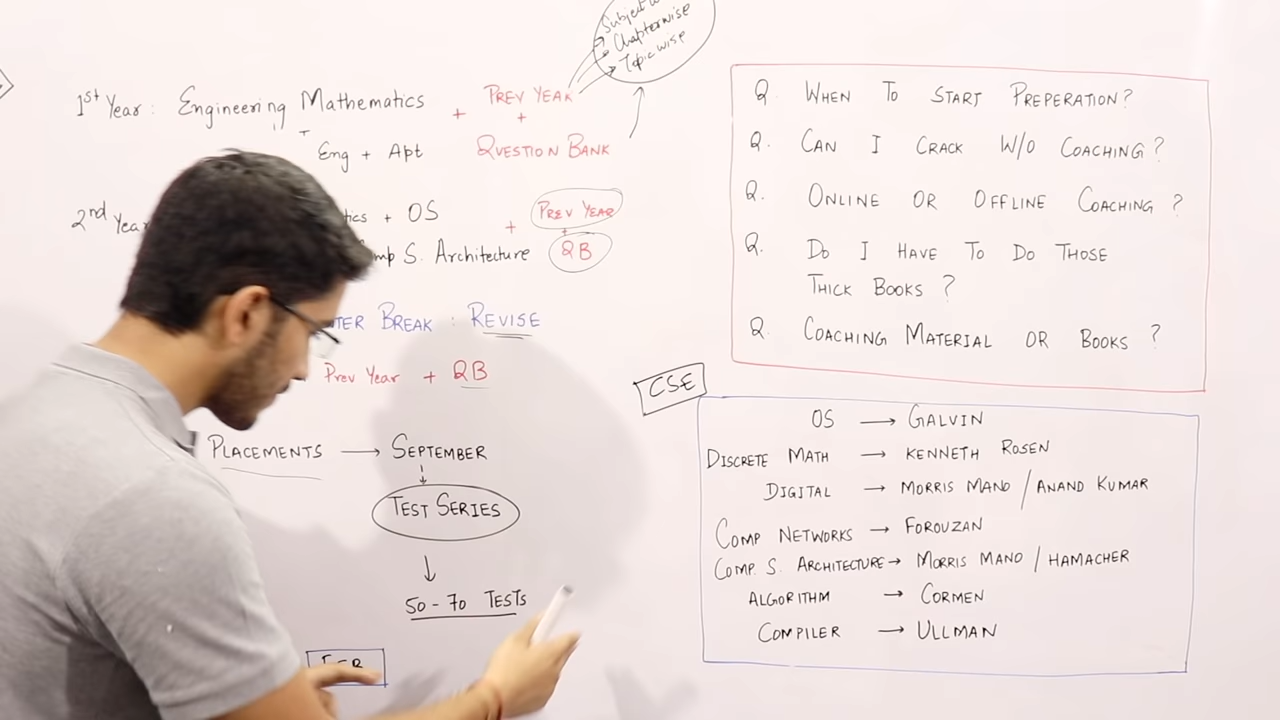 Chapterwise
Topicwise
1st Year : Engineering Mathematics + PREV YEAR
+
Eng + Apt QUESTION BANK
2nd Year + OS + PREV YEAR
+
S. Architecture QB
BREAK : REVISE
Prev Year + QB
PLACEMENTS → SEPTEMBER
↓
TEST SERIES
↓
50 - 70 TESTS
Q. WHEN TO START PREPERATION?
Q. CAN I CRACK W/O COACHING?
Q. ONLINE OR OFFLINE COACHING?
Q. DO I HAVE TO DO THOSE
THICK BOOKS?
Q. COACHING MATERIAL OR BOOKS?
CSE
OS → GALVIN
DISCRETE MATH → KENNETH ROSEN
DIGITAL → MORRIS MANO / ANAND KUMAR
COMP NETWORKS → FOROUZAN
COMP. S. ARCHITECTURE → MORRIS MANO / HAMACHER
ALGORITHM → CORMEN
COMPILER → ULLMAN